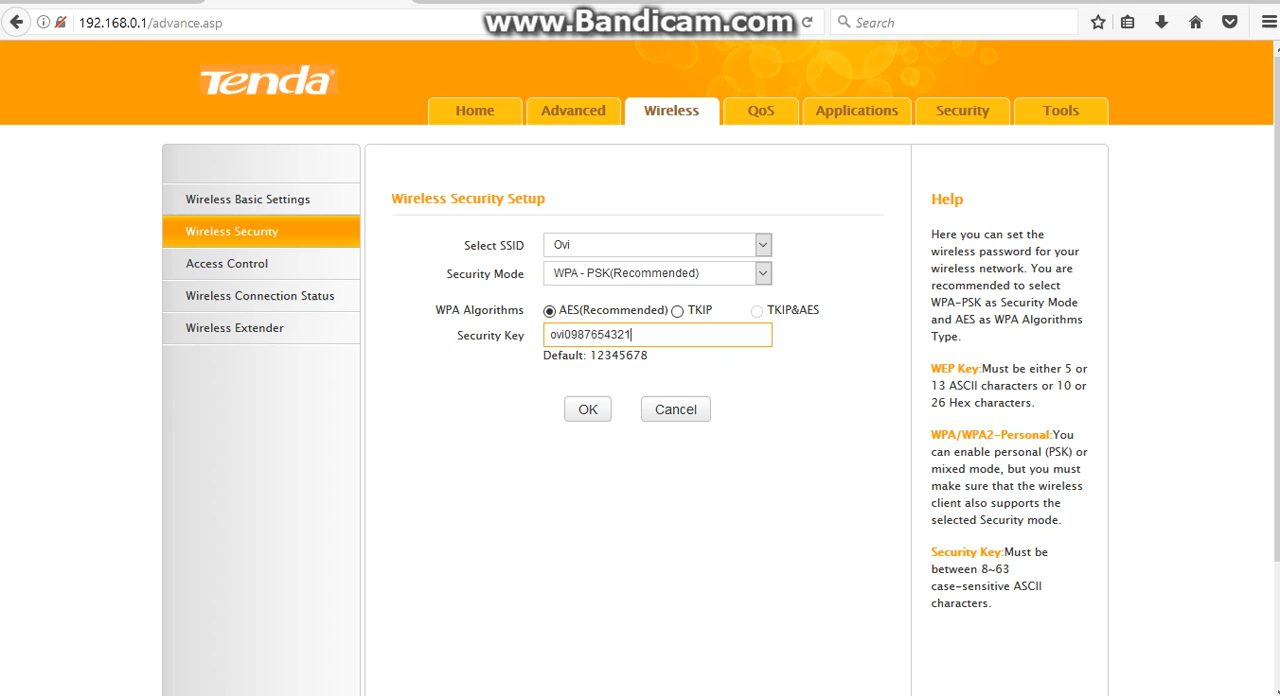 192.168.0.1/advance.asp
www.Bandicam.com
Search
Tenda®
Home
Advanced
Wireless
QoS
Applications
Security
Tools
Wireless Basic Settings
Wireless Security
Access Control
Wireless Connection Status
Wireless Extender
Wireless Security Setup
Select SSID Ovi
Security Mode WPA - PSK(Recommended)
WPA Algorithms AES(Recommended) TKIP TKIP&AES
Security Key ovi0987654321
Default: 12345678
OK Cancel
Help
Here you can set the
wireless password for your
wireless network. You are
recommended to select
WPA-PSK as Security Mode
and AES as WPA Algorithms
Type.
WEP Key:Must be either 5 or
13 ASCII characters or 10 or
26 Hex characters.
WPA/WPA2-Personal:You
can enable personal (PSK) or
mixed mode, but you must
make sure that the wireless
client also supports the
selected Security mode.
Security Key:Must be
between 8~63
case-sensitive ASCII
characters.